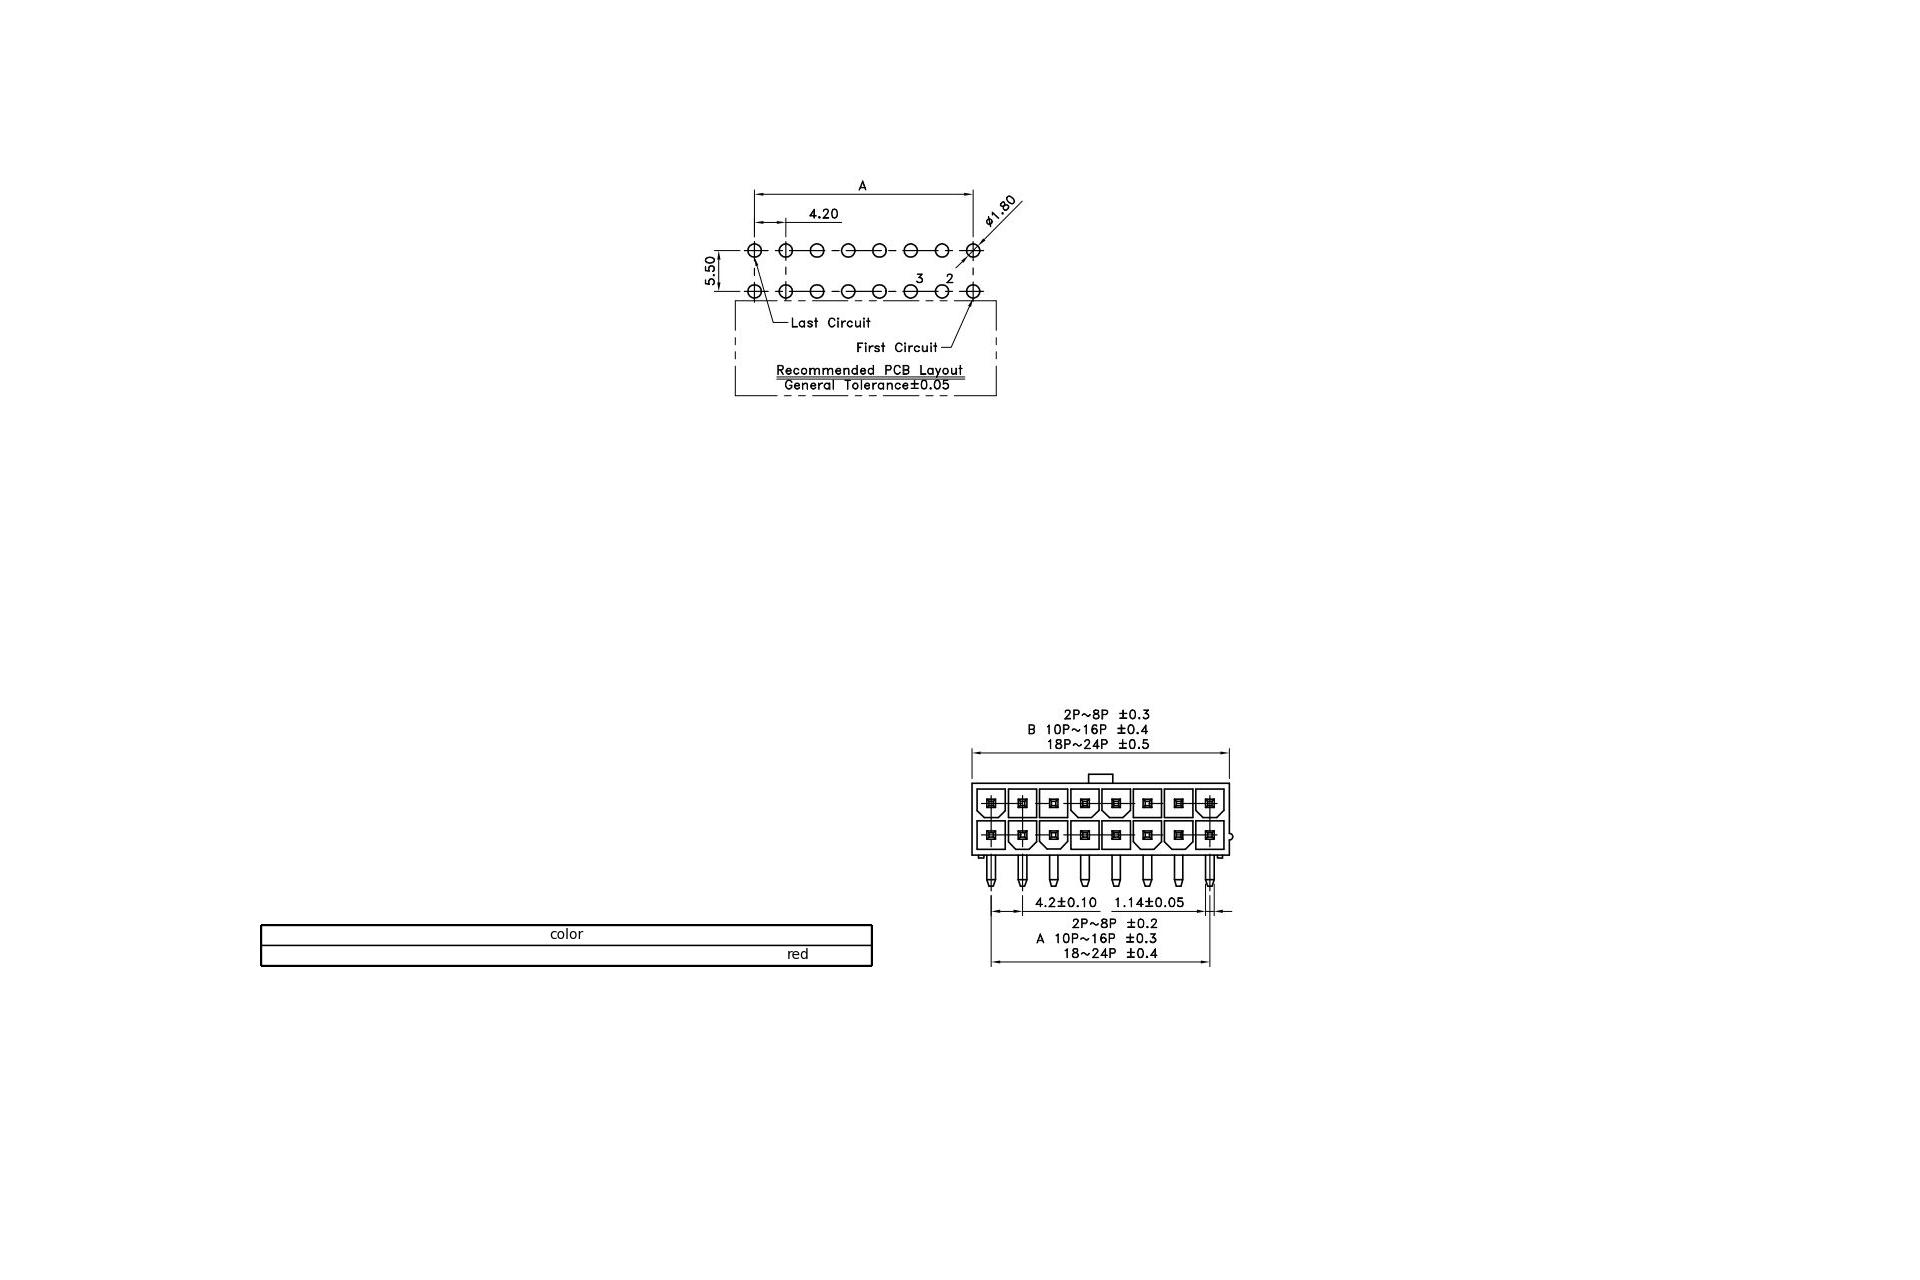 A
4.20
ø1.80
5.50
3 2
Last Circuit
First Circuit
Recommended PCB Layout
General Tolerance±0.05
2P~8P ±0.3
B 10P~16P ±0.4
18P~24P ±0.5
4.2±0.10 1.14±0.05
2P~8P ±0.2
A 10P~16P ±0.3
18~24P ±0.4
color
red